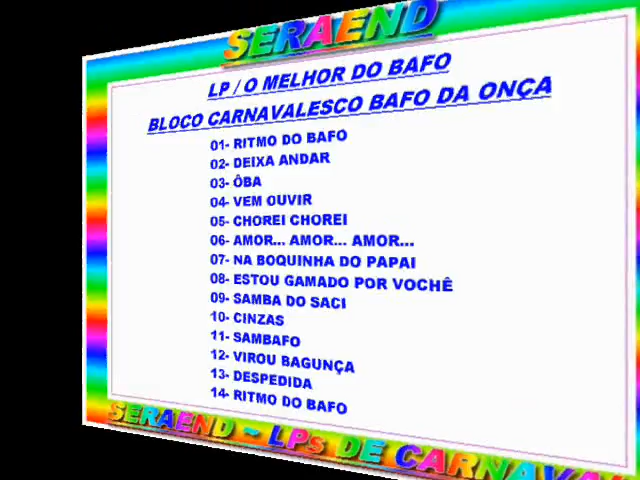 SERAEND
LP / O MELHOR DO BAFO
BLOCO CARNAVALESCO BAFO DA ONÇA
01- RITMO DO BAFO
02- DEIXA ANDAR
03- ÔBA
04- VEM OUVIR
05- CHOREI CHOREI
06- AMOR... AMOR... AMOR...
07- NA BOQUINHA DO PAPAI
08- ESTOU GAMADO POR VOCHÊ
09- SAMBA DO SACI
10- CINZAS
11- SAMBAFO
12- VIROU BAGUNÇA
13- DESPEDIDA
14- RITMO DO BAFO
SERAEND - LPs DE CARNAVAL